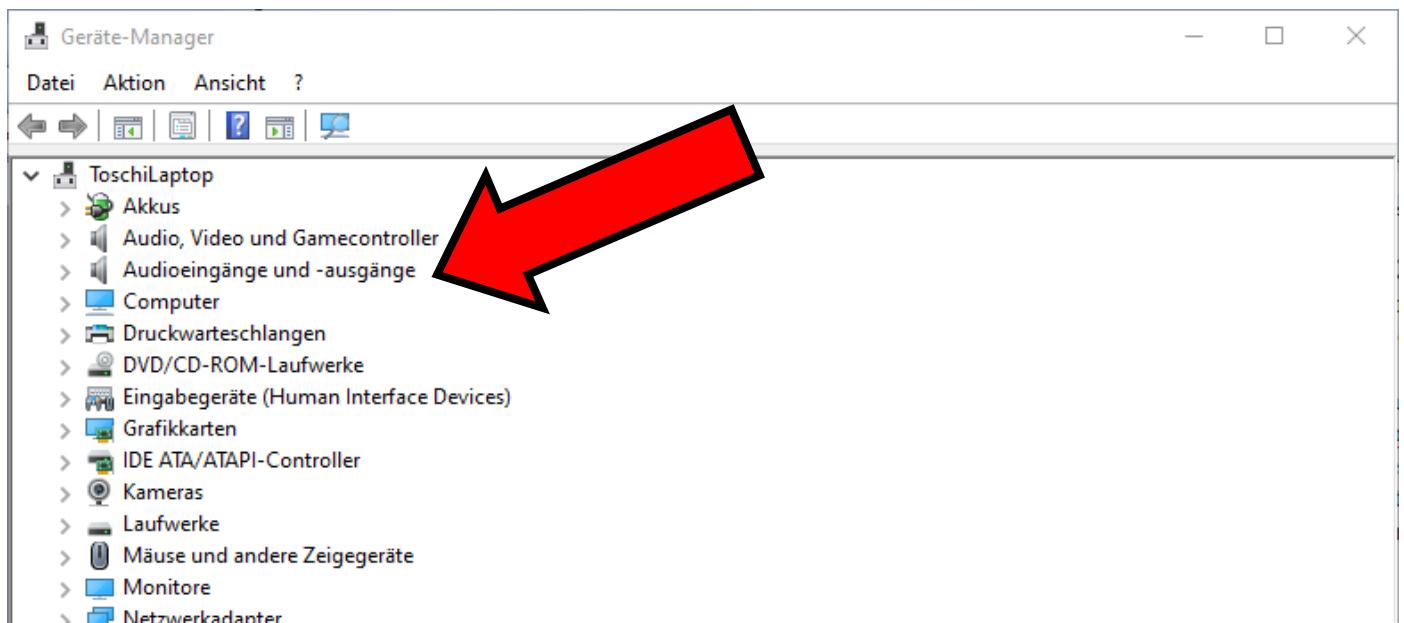 Geräte-Manager
Datei Aktion Ansicht ?
ToschiLaptop
Akkus
Audio, Video und Gamecontroller
Audioeingänge und -ausgänge
Computer
Druckwarteschlangen
DVD/CD-ROM-Laufwerke
Eingabegeräte (Human Interface Devices)
Grafikkarten
IDE ATA/ATAPI-Controller
Kameras
Laufwerke
Mäuse und andere Zeigegeräte
Monitore
Netzwerkadapter